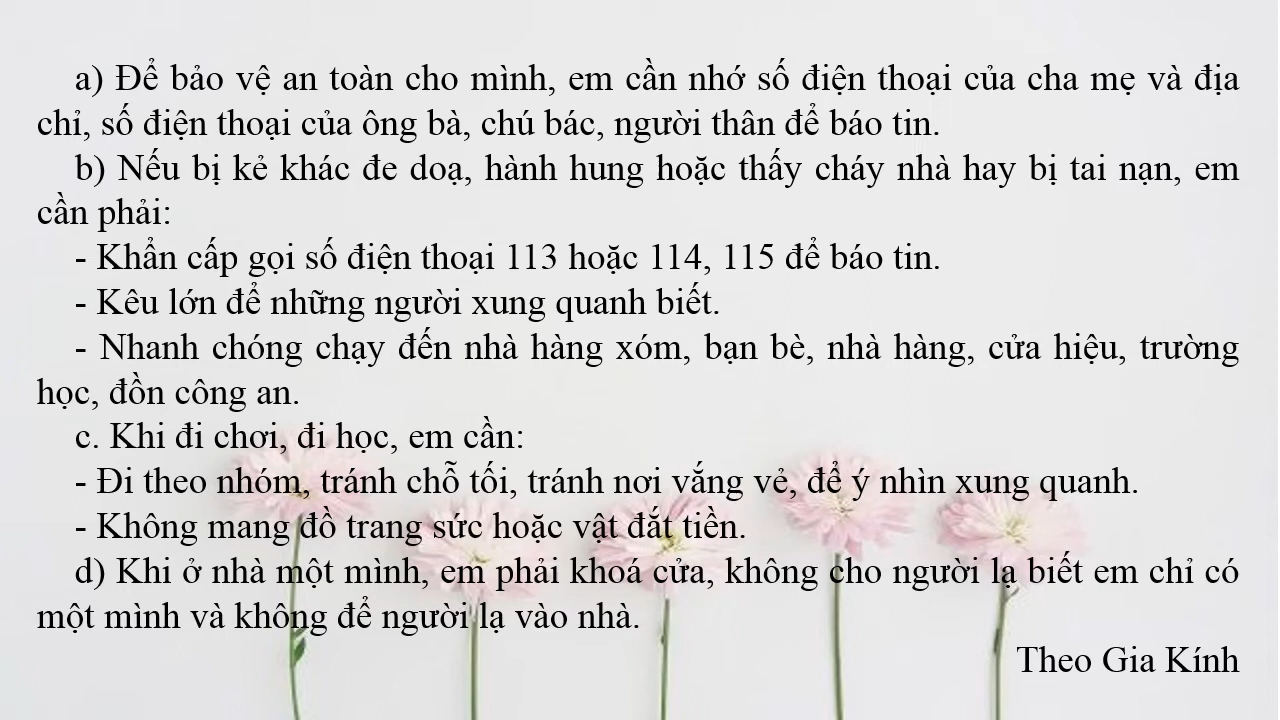 a) Để bảo vệ an toàn cho mình, em cần nhớ số điện thoại của cha mẹ và địa
chỉ, số điện thoại của ông bà, chú bác, người thân để báo tin.
b) Nếu bị kẻ khác đe doạ, hành hung hoặc thấy cháy nhà hay bị tai nạn, em
cần phải:
- Khẩn cấp gọi số điện thoại 113 hoặc 114, 115 để báo tin.
- Kêu lớn để những người xung quanh biết.
- Nhanh chóng chạy đến nhà hàng xóm, bạn bè, nhà hàng, cửa hiệu, trường
học, đồn công an.
c. Khi đi chơi, đi học, em cần:
- Đi theo nhóm, tránh chỗ tối, tránh nơi vắng vẻ, để ý nhìn xung quanh.
- Không mang đồ trang sức hoặc vật đắt tiền.
d) Khi ở nhà một mình, em phải khoá cửa, không cho người lạ biết em chỉ có
một mình và không để người lạ vào nhà.
Theo Gia Kính